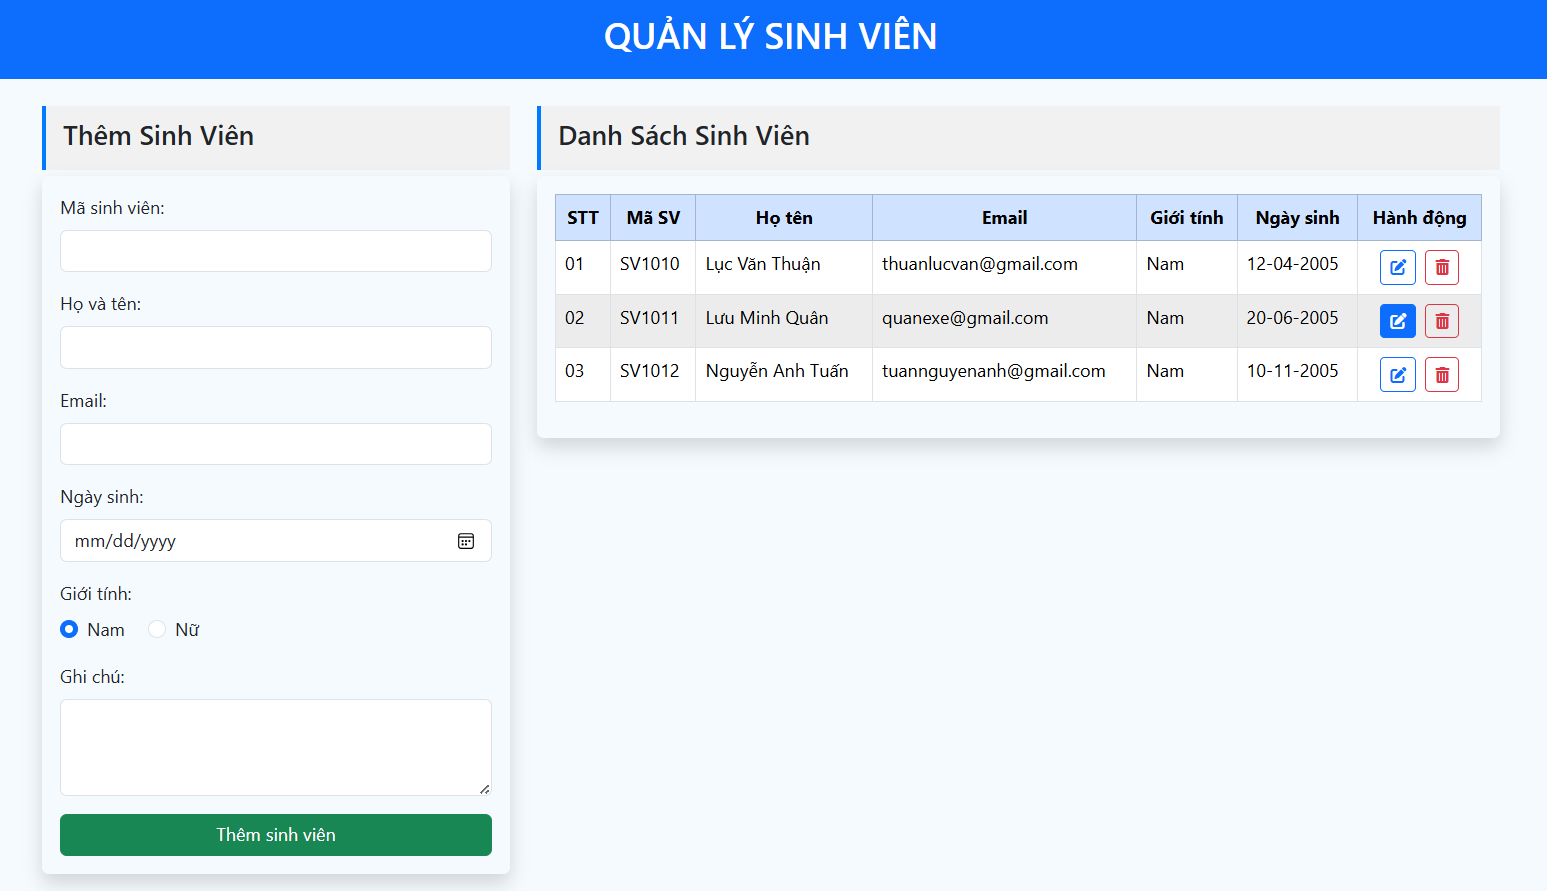 QUẢN LÝ SINH VIÊN
Thêm Sinh Viên
Mã sinh viên:
Họ và tên:
Email:
Ngày sinh:
mm/dd/yyyy
Giới tính:
Nam Nữ
Ghi chú:
Thêm sinh viên
Danh Sách Sinh Viên
STT Mã SV Họ tên Email Giới tính Ngày sinh Hành động
01 SV1010 Lục Văn Thuận thuanlucvan@gmail.com Nam 12-04-2005
02 SV1011 Lưu Minh Quân quanexe@gmail.com Nam 20-06-2005
03 SV1012 Nguyễn Anh Tuấn tuannguyenanh@gmail.com Nam 10-11-2005